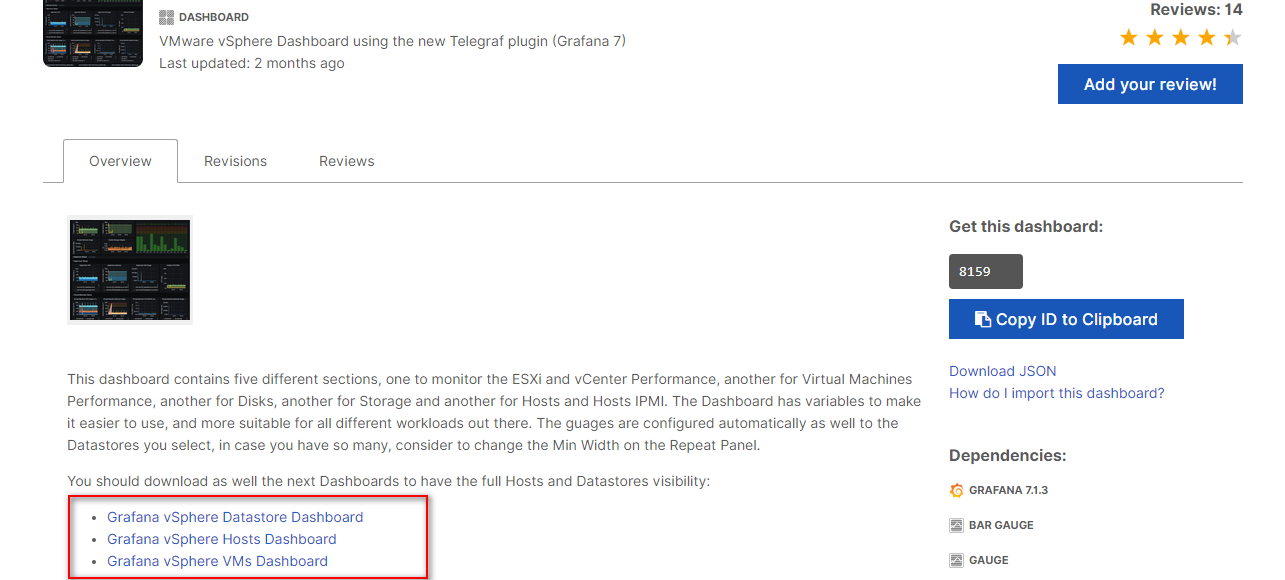 DASHBOARD
VMware vSphere Dashboard using the new Telegraf plugin (Grafana 7)
Last updated: 2 months ago
Reviews: 14
Add your review!
Overview
Revisions
Reviews
This dashboard contains five different sections, one to monitor the ESXi and vCenter Performance, another for Virtual Machines
Performance, another for Disks, another for Storage and another for Hosts and Hosts IPMI. The Dashboard has variables to make
it easier to use, and more suitable for all different workloads out there. The guages are configured automatically as well to the
Datastores you select, in case you have so many, consider to change the Min Width on the Repeat Panel.
You should download as well the next Dashboards to have the full Hosts and Datastores visibility:
• Grafana vSphere Datastore Dashboard
• Grafana vSphere Hosts Dashboard
• Grafana vSphere VMs Dashboard
Get this dashboard:
8159
Copy ID to Clipboard
Download JSON
How do I import this dashboard?
Dependencies:
GRAFANA 7.1.3
BAR GAUGE
GAUGE